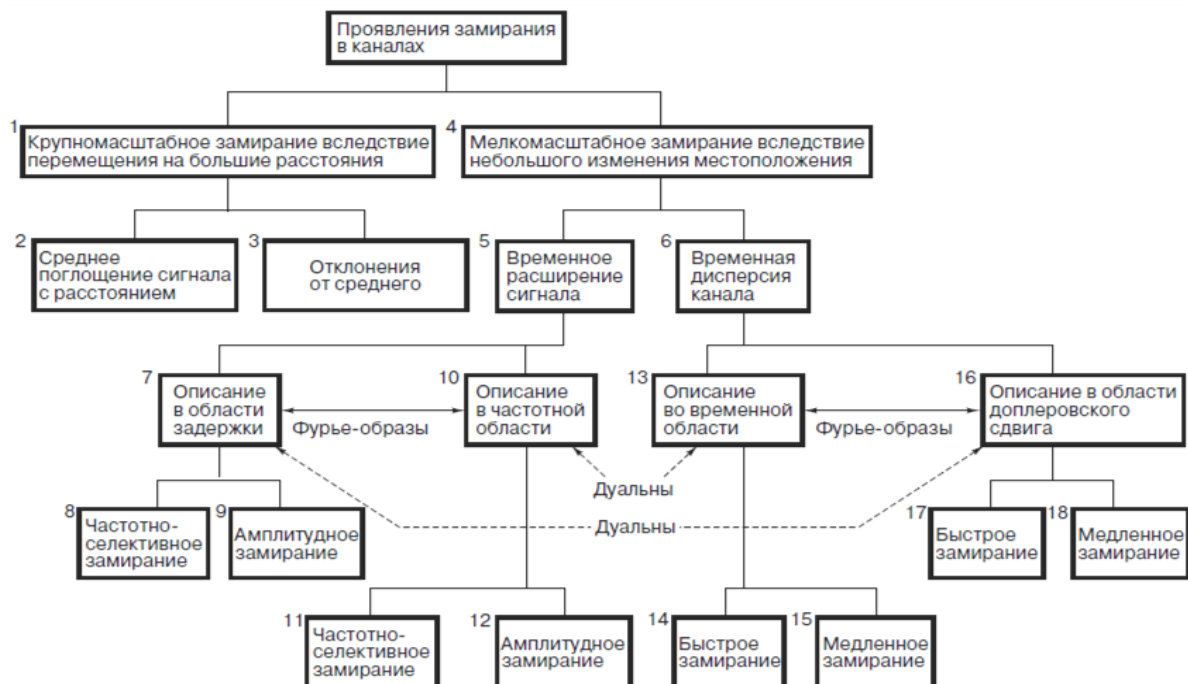 Проявления замирания
в каналах
1
Крупномасштабное замирание вследствие
перемещения на большие расстояния
4
Мелкомасштабное замирание вследствие
небольшого изменения местоположения
2
Среднее
поглощение сигнала
с расстоянием
3
Отклонения
от среднего
5
Временное
расширение
сигнала
6
Временная
дисперсия
канала
7
Описание
в области
задержки
Фурье-образы
10
Описание
в частотной
области
13
Описание
во временной
области
Фурье-образы
16
Описание в области
доплеровского
сдвига
Дуальны
Дуальны
8
Частотно-
селективное
замирание
9
Амплитудное
замирание
17
Быстрое
замирание
18
Медленное
замирание
11
Частотно-
селективное
замирание
12
Амплитудное
замирание
14
Быстрое
замирание
15
Медленное
замирание